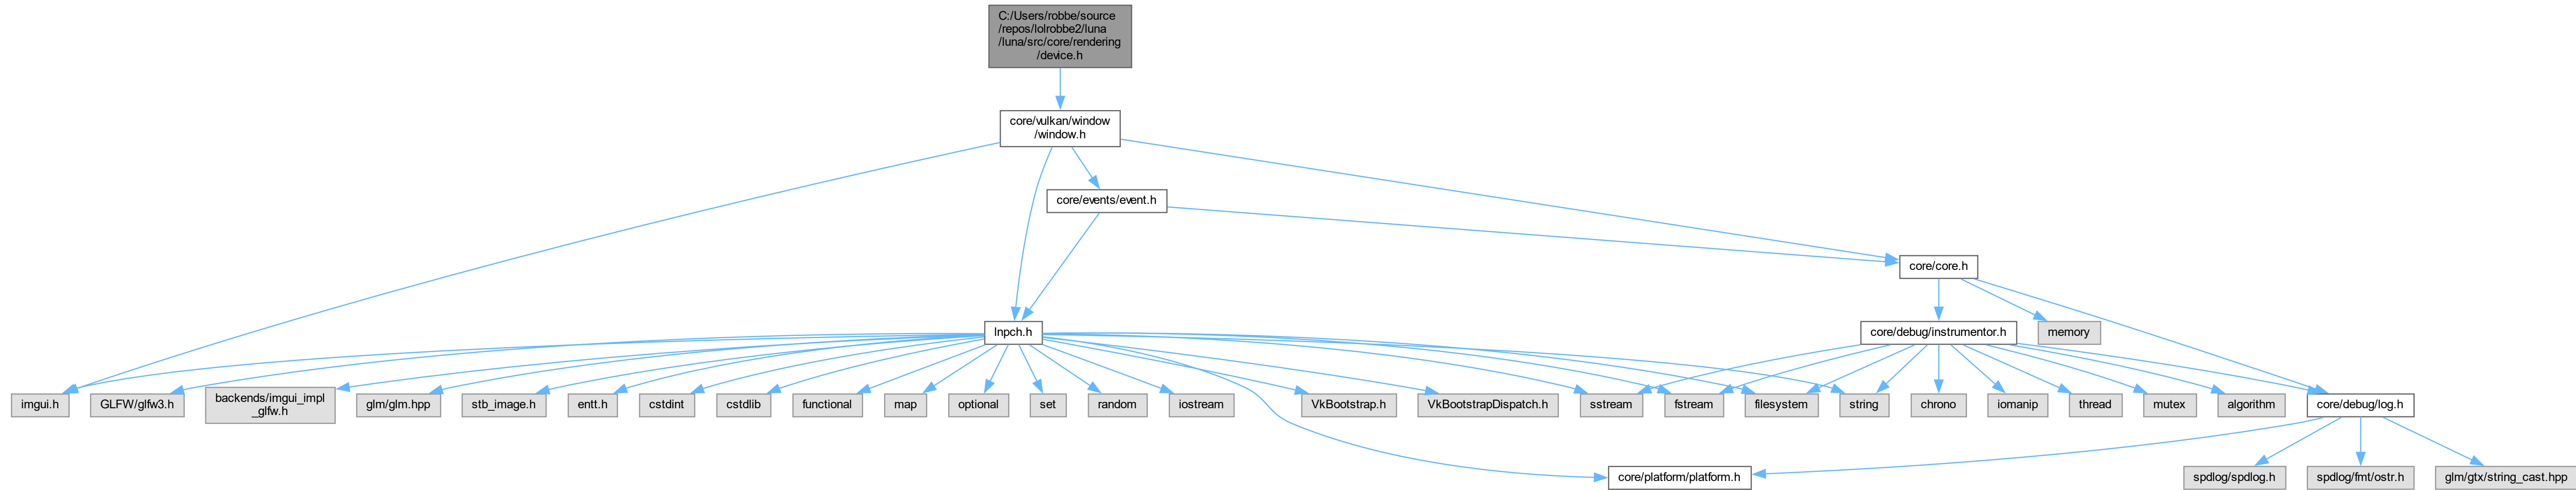 C:/Users/robbe/source
/repos/lolrobbe2/luna
/luna/src/core/rendering
/device.h
core/vulkan/window
/window.h
core/events/event.h
core/core.h
lnpch.h
core/debug/instrumentor.h
memory
imgui.h
GLFW/glfw3.h
backends/imgui_impl
_glfw.h
glm/glm.hpp
stb_image.h
entt.h
cstdint
cstdlib
functional
map
optional
set
random
iostream
VkBootstrap.h
VkBootstrapDispatch.h
sstream
fstream
filesystem
string
chrono
iomanip
thread
mutex
algorithm
core/debug/log.h
core/platform/platform.h
spdlog/spdlog.h
spdlog/fmt/ostr.h
glm/gtx/string_cast.hpp